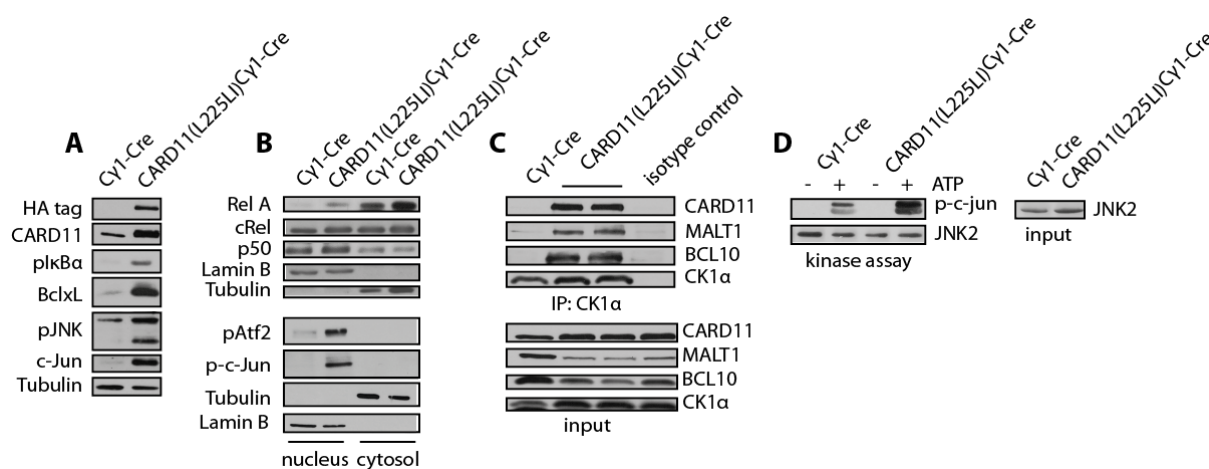 A
Cγ1-Cre
CARD11(L225LI)Cγ1-Cre
HA tag
CARD11
pIκBα
BclxL
pJNK
c-Jun
Tubulin
B
Cγ1-Cre
CARD11(L225LI)Cγ1-Cre
Cγ1-Cre
CARD11(L225LI)Cγ1-Cre
Rel A
cRel
p50
Lamin B
Tubulin
pAtf2
p-c-Jun
Tubulin
Lamin B
nucleus cytosol
C
Cγ1-Cre
CARD11(L225LI)Cγ1-Cre
isotype control
CARD11
MALT1
BCL10
CK1α
IP: CK1α
CARD11
MALT1
BCL10
CK1α
input
D
Cγ1-Cre
CARD11(L225LI)Cγ1-Cre
- + - + ATP
p-c-jun
JNK2
kinase assay
Cγ1-Cre
CARD11(L225LI)Cγ1-Cre
JNK2
input